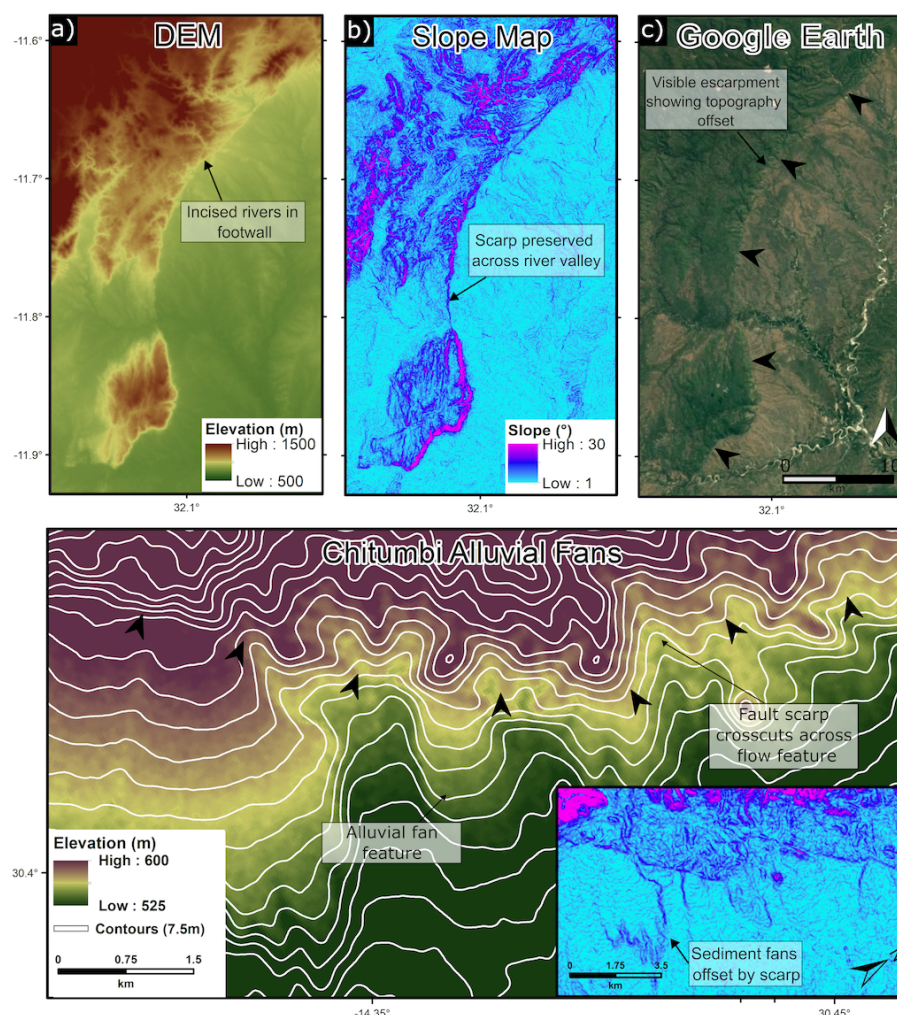 a)
DEM
b)
Slope Map
c)
Google Earth
-11.6°
-11.7°
-11.8°
-11.9°
Incised rivers in
footwall
Scarp preserved
across river valley
Visible escarpment
showing topography
offset
Elevation (m)
High : 1500
Low : 500
Slope (°)
High : 30
Low : 1
N
0
10
km
32.1°
32.1°
32.1°
Chitumbi Alluvial Fans
Fault scarp
crosscuts across
flow feature
Alluvial fan
feature
Elevation (m)
High : 600
Low : 525
Contours (7.5m)
0
0.75
1.5
km
30.4°
Sediment fans
offset by scarp
0
1.75
3.5
km
-14.35°
30.45°